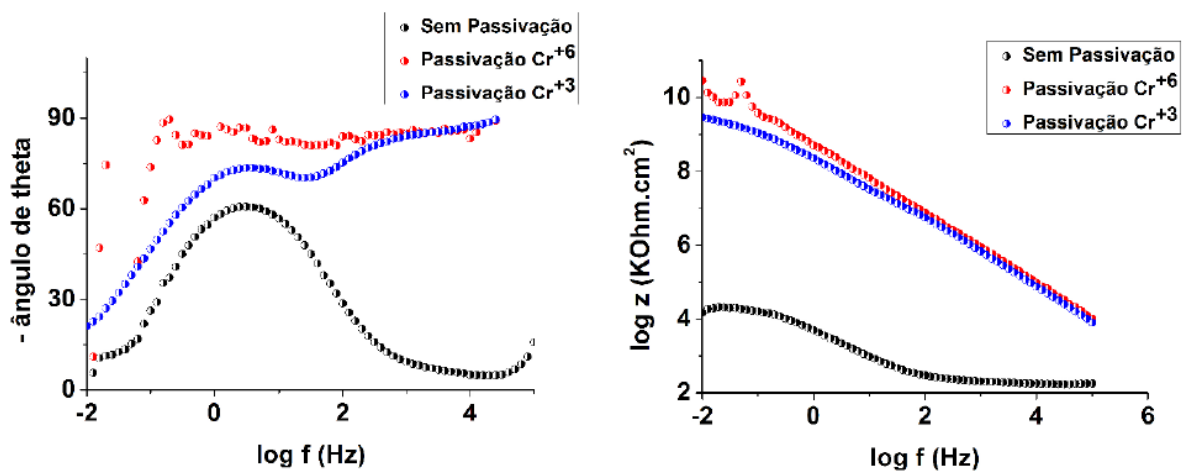 Sem Passivação
Passivação Cr+6
Passivação Cr+3
90
60
30
0
-2
0
2
4
- ângulo de theta
log f (Hz)
Sem Passivação
Passivação Cr+6
Passivação Cr+3
10
8
6
4
2
-2
0
2
4
6
log z (KOhm.cm²)
log f (Hz)